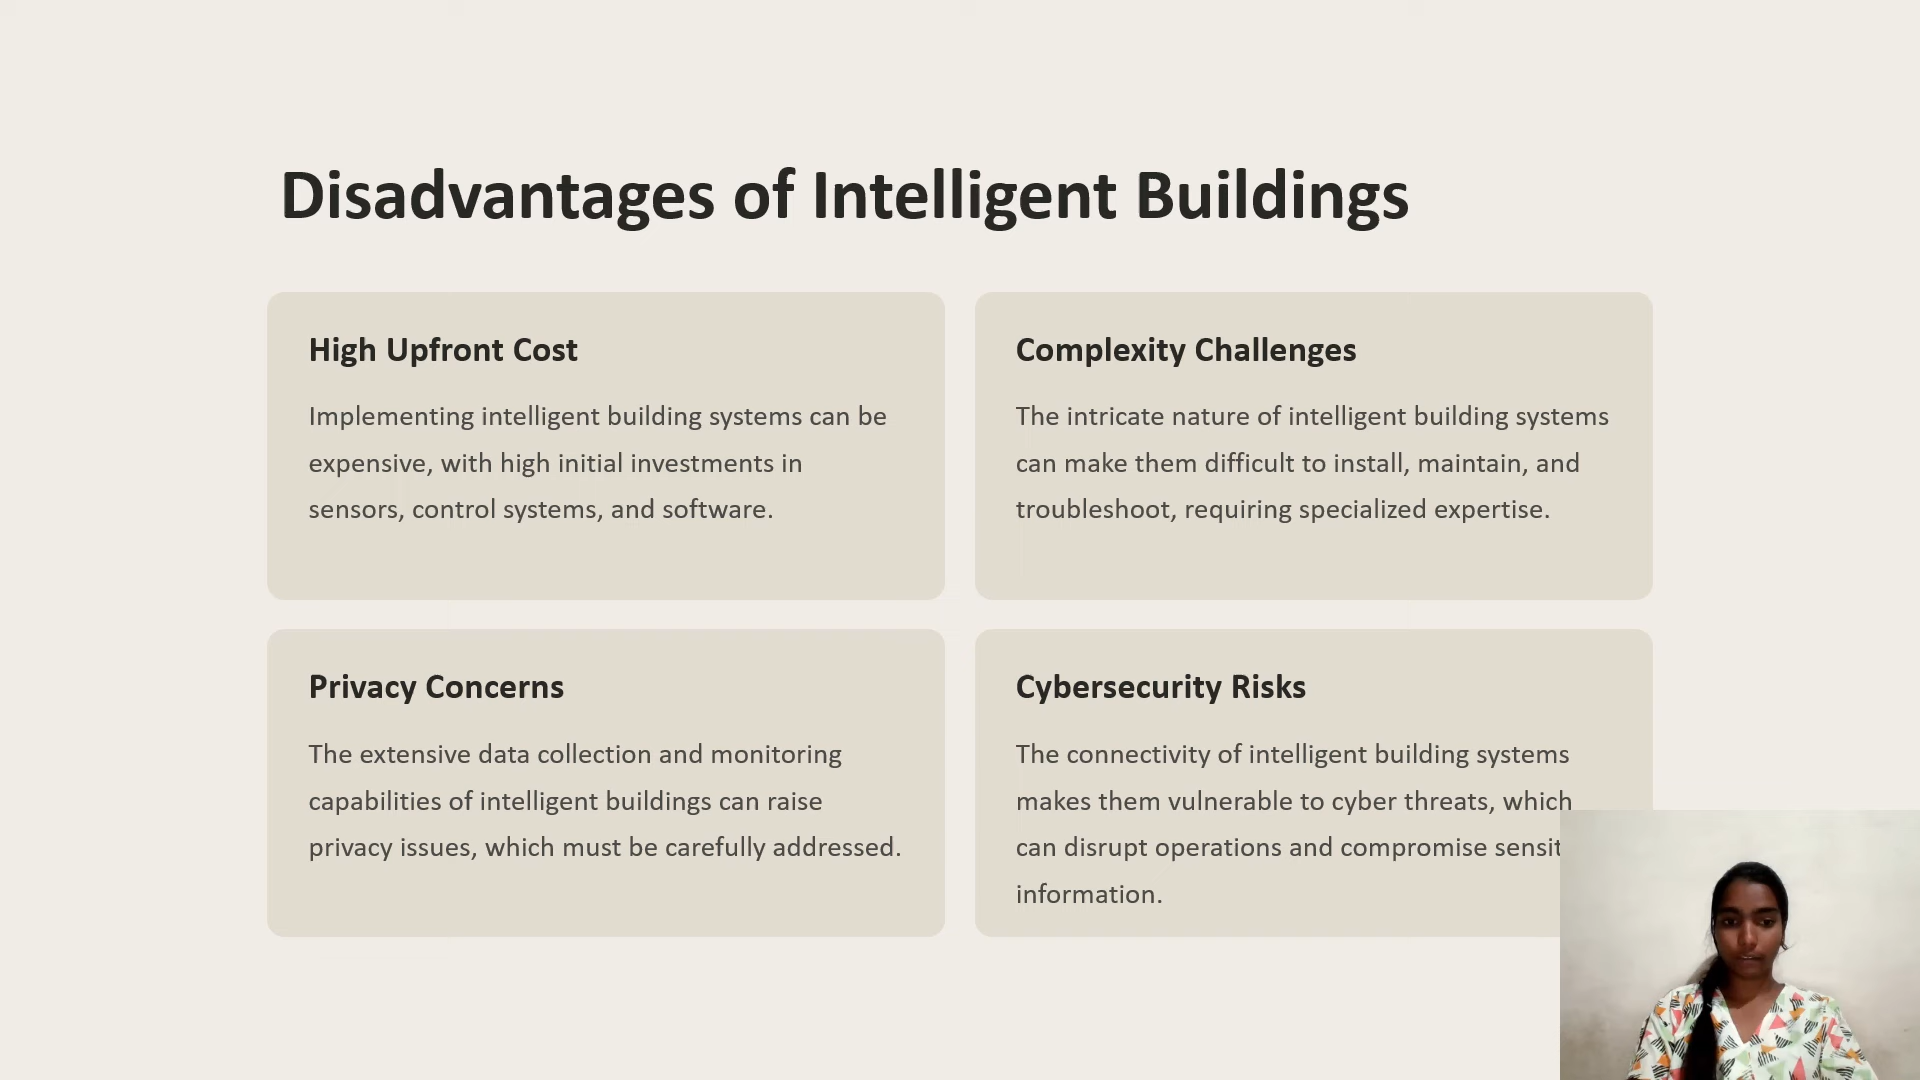 Disadvantages of Intelligent Buildings
High Upfront Cost
Implementing intelligent building systems can be
expensive, with high initial investments in
sensors, control systems, and software.
Complexity Challenges
The intricate nature of intelligent building systems
can make them difficult to install, maintain, and
troubleshoot, requiring specialized expertise.
Privacy Concerns
The extensive data collection and monitoring
capabilities of intelligent buildings can raise
privacy issues, which must be carefully addressed.
Cybersecurity Risks
The connectivity of intelligent building systems
makes them vulnerable to cyber threats, which
can disrupt operations and compromise
information.